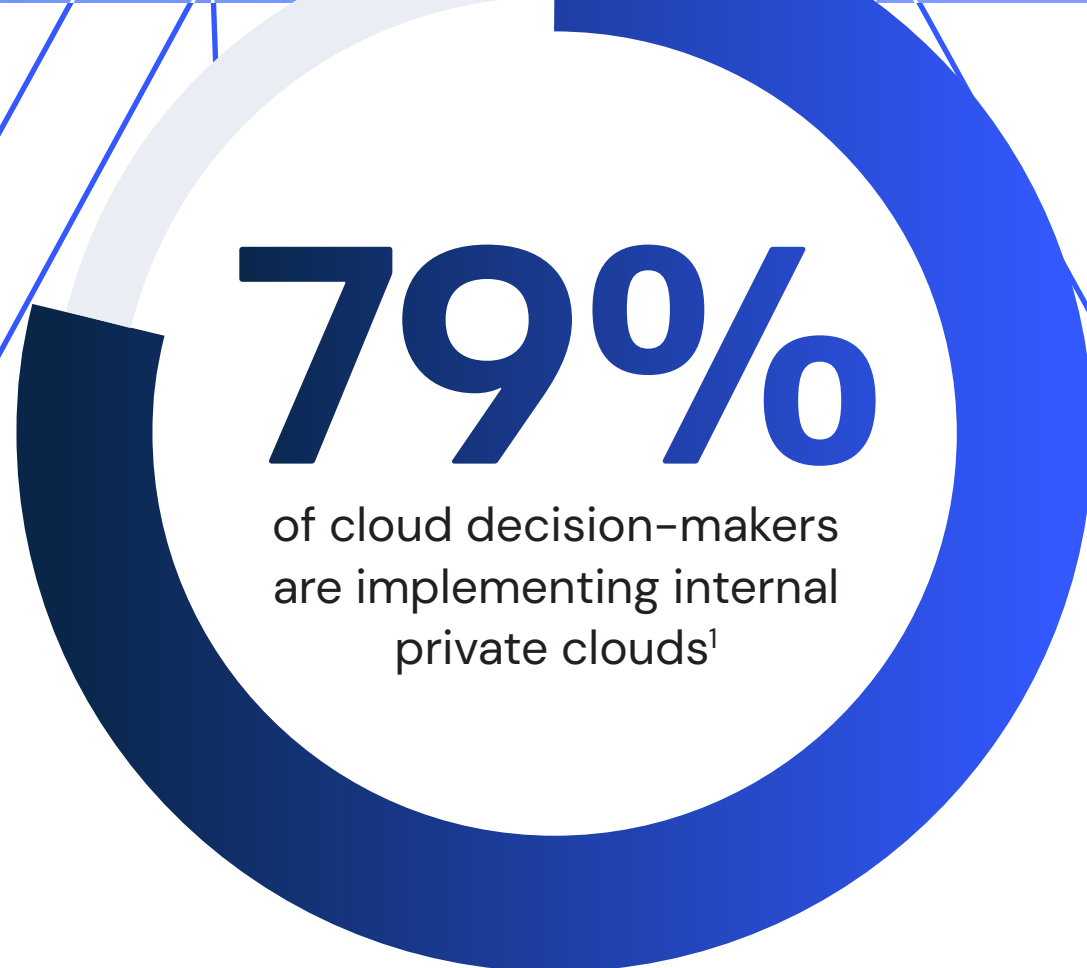 79%
of cloud decision-makers
are implementing internal
private clouds¹